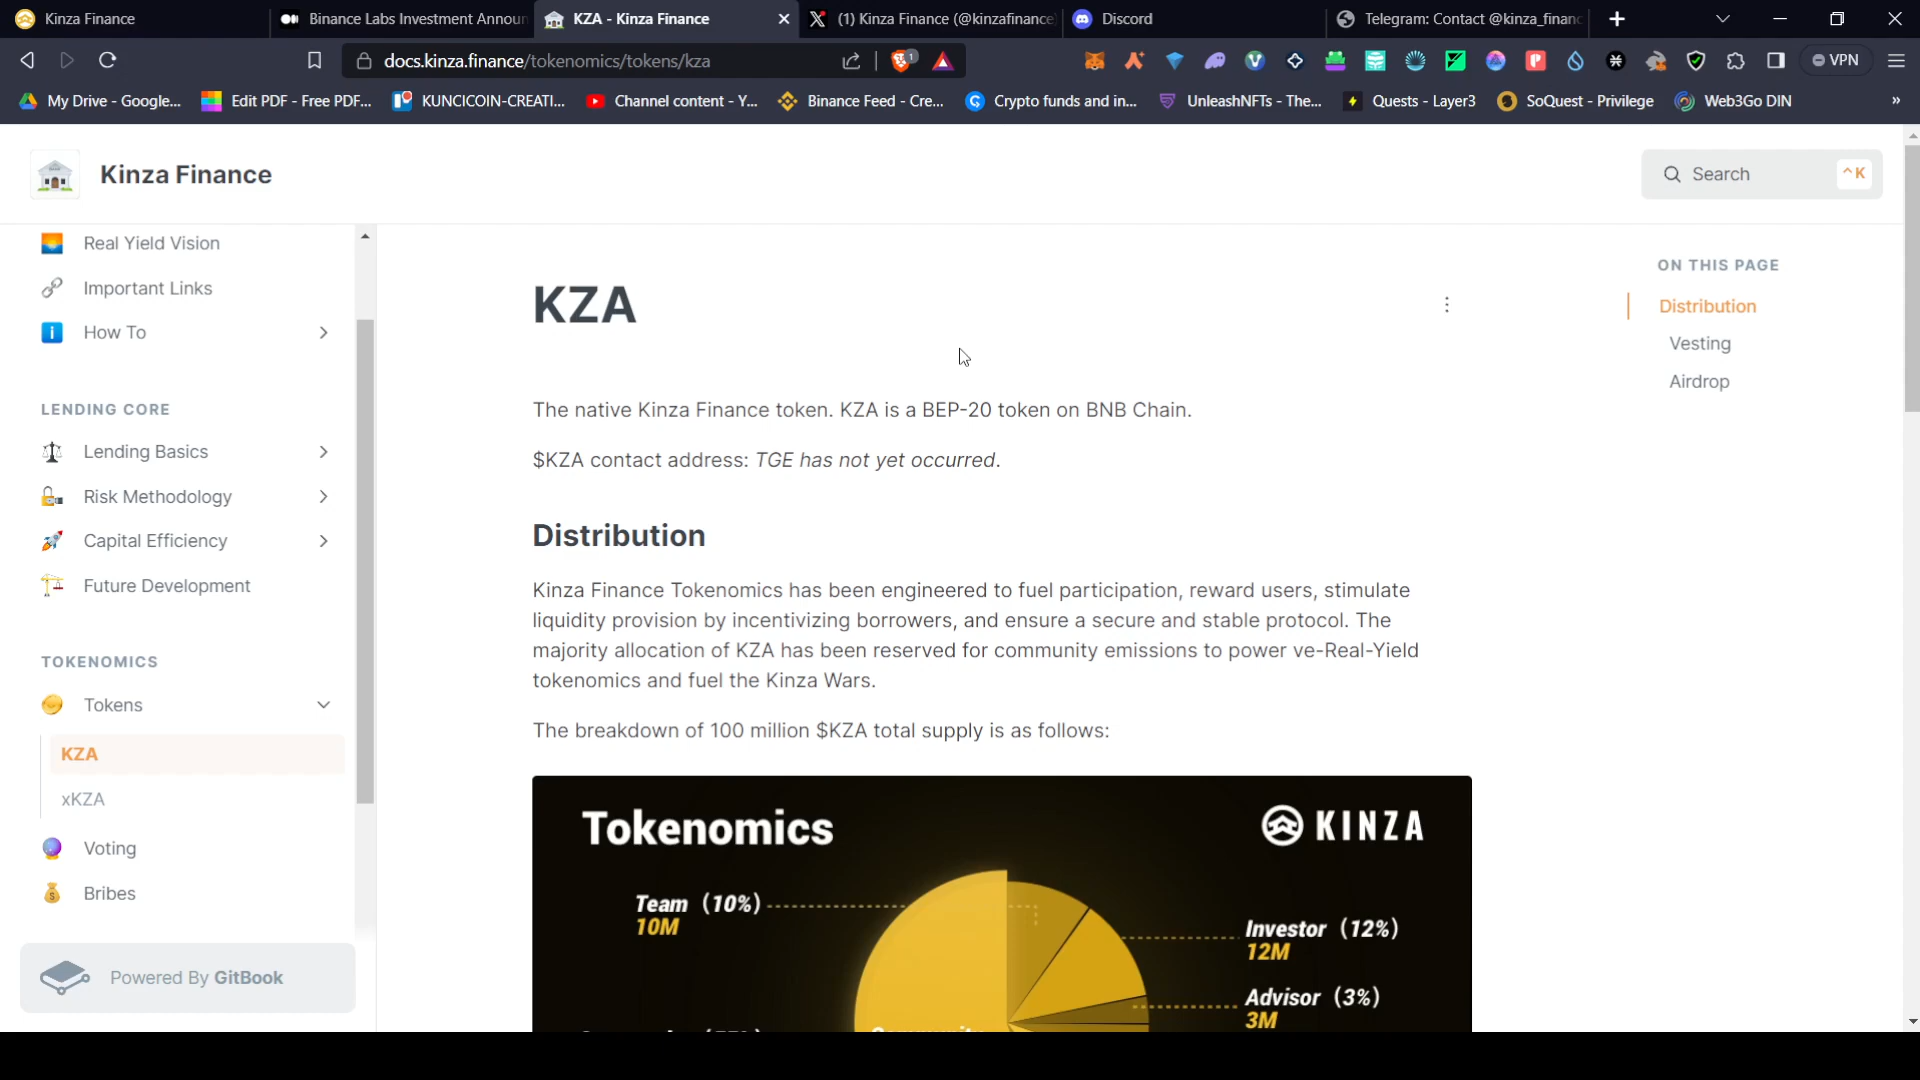 Kinza Finance
Binance Labs Investment Announ
KZA - Kinza Finance
(1) Kinza Finance (@kinzafinance
Discord
Telegram: Contact @kinza_financ
docs.kinza.finance/tokenomics/tokens/kza
1
VPN
My Drive - Google...
Edit PDF - Free PDF...
KUNCICOIN-CREATI...
Channel content - Y...
Binance Feed - Cre...
Crypto funds and in...
UnleashNFTs - The...
Quests - Layer3
SoQuest - Privilege
Web3Go DIN
»
Kinza Finance
Search
^K
Real Yield Vision
Important Links
How To
LENDING CORE
Lending Basics
Risk Methodology
Capital Efficiency
Future Development
TOKENOMICS
Tokens
KZA
xKZA
Voting
Bribes
Powered By GitBook
KZA
The native Kinza Finance token. KZA is a BEP-20 token on BNB Chain.
$KZA contact address: TGE has not yet occurred.
Distribution
Kinza Finance Tokenomics has been engineered to fuel participation, reward users, stimulate
liquidity provision by incentivizing borrowers, and ensure a secure and stable protocol. The
majority allocation of KZA has been reserved for community emissions to power ve-Real-Yield
tokenomics and fuel the Kinza Wars.
The breakdown of 100 million $KZA total supply is as follows:
Tokenomics
KINZA
Team (10%)
10M
Investor (12%)
12M
Advisor (3%)
3M
ON THIS PAGE
Distribution
Vesting
Airdrop